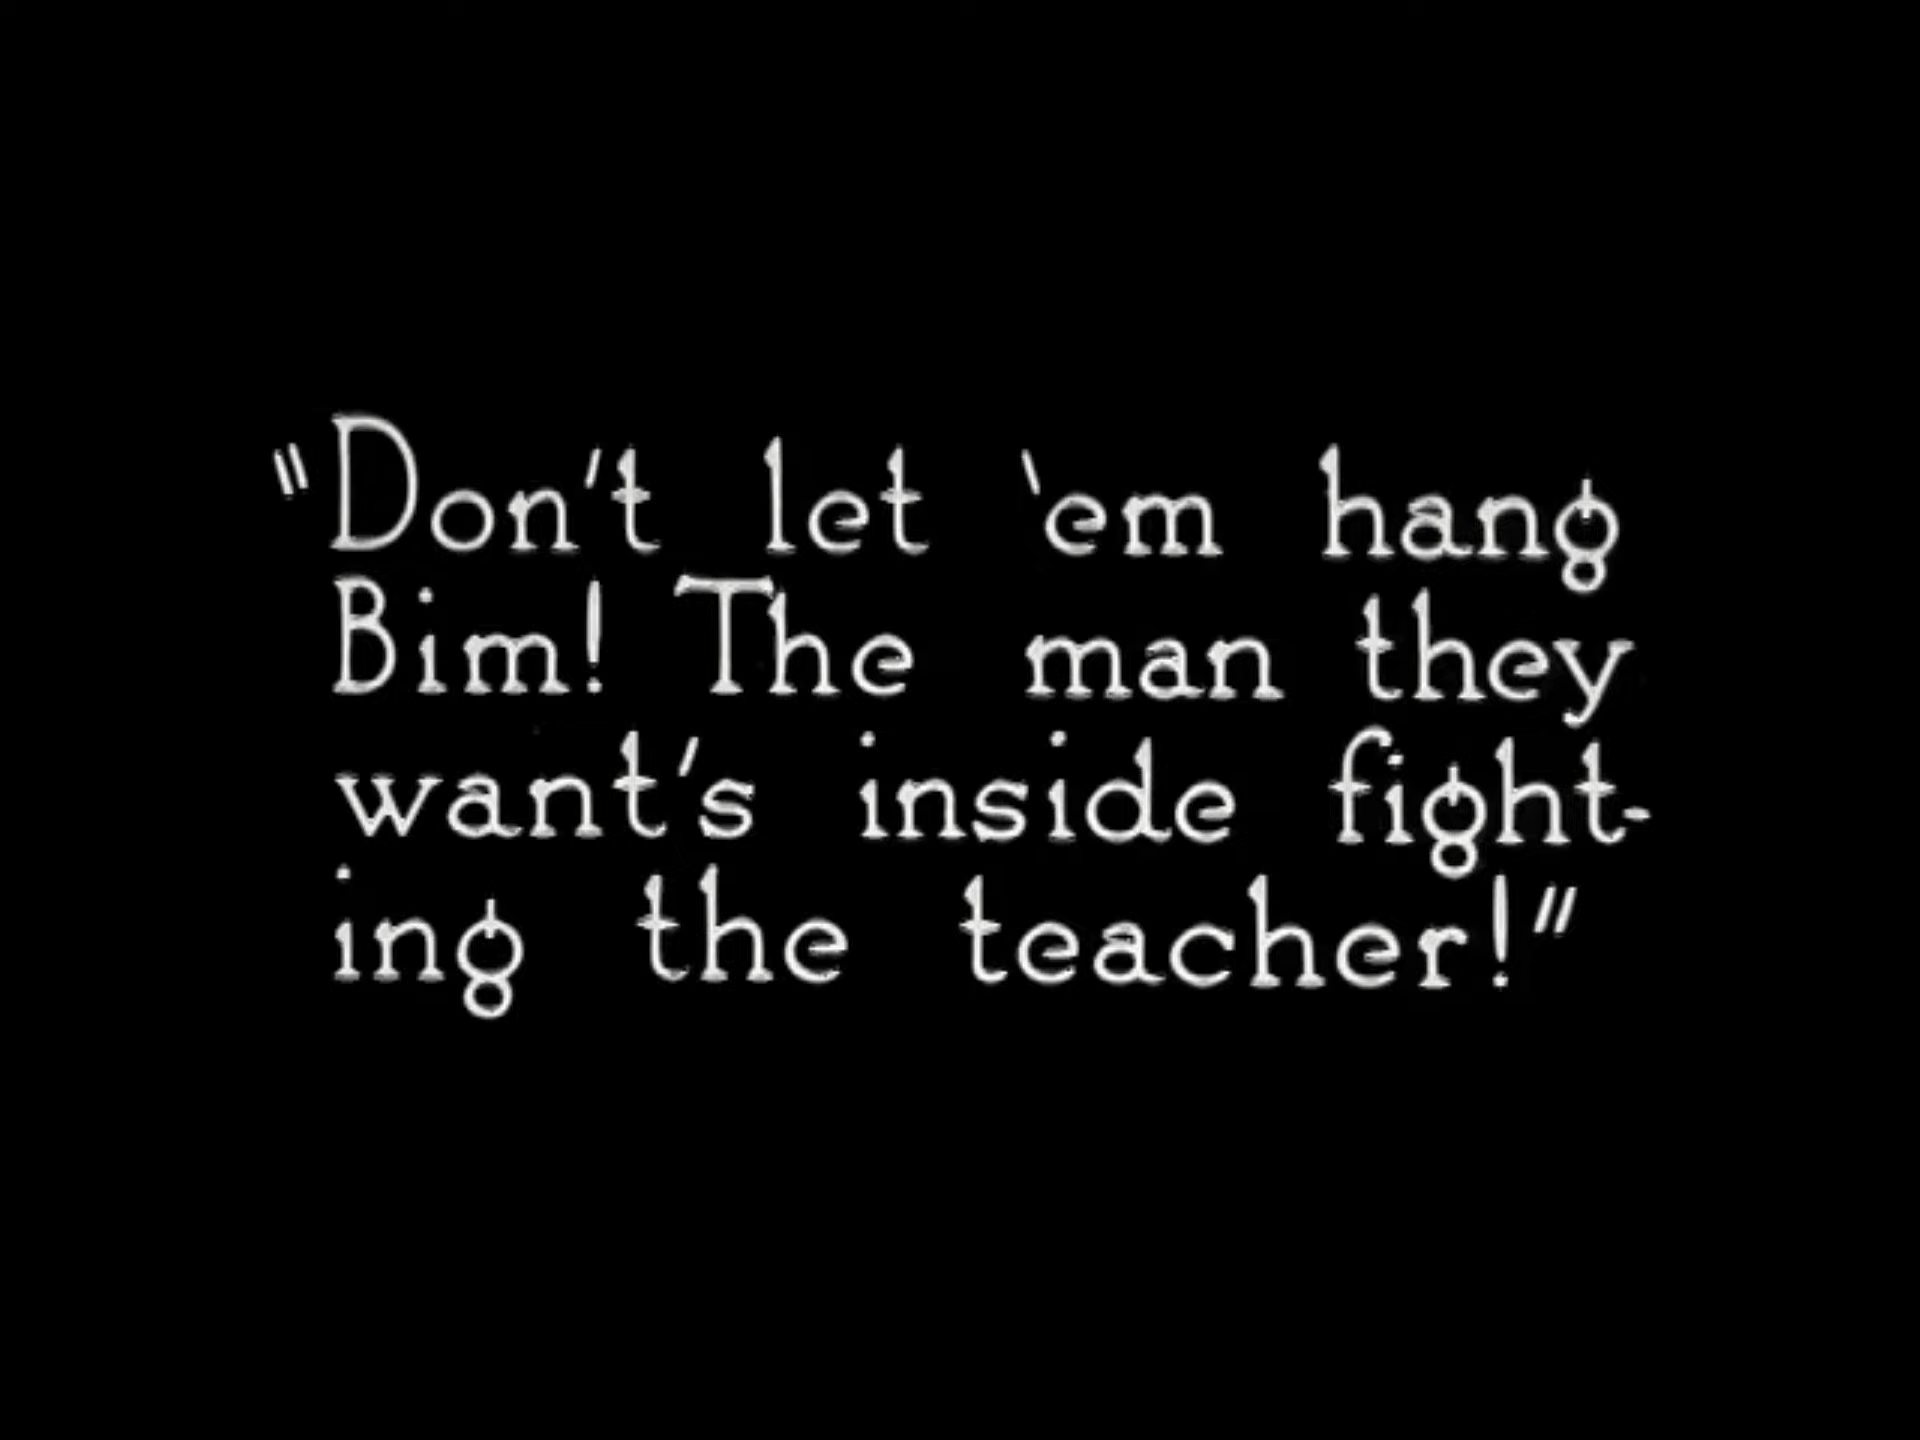 "Don't let 'em hang
Bim! The man they
want's inside fight-
ing the teacher!"